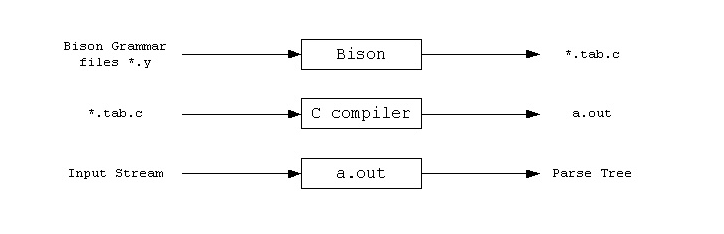 Bison Grammar
files *.y
Bison
*.tab.c
*.tab.c
C compiler
a.out
Input Stream
a.out
Parse Tree